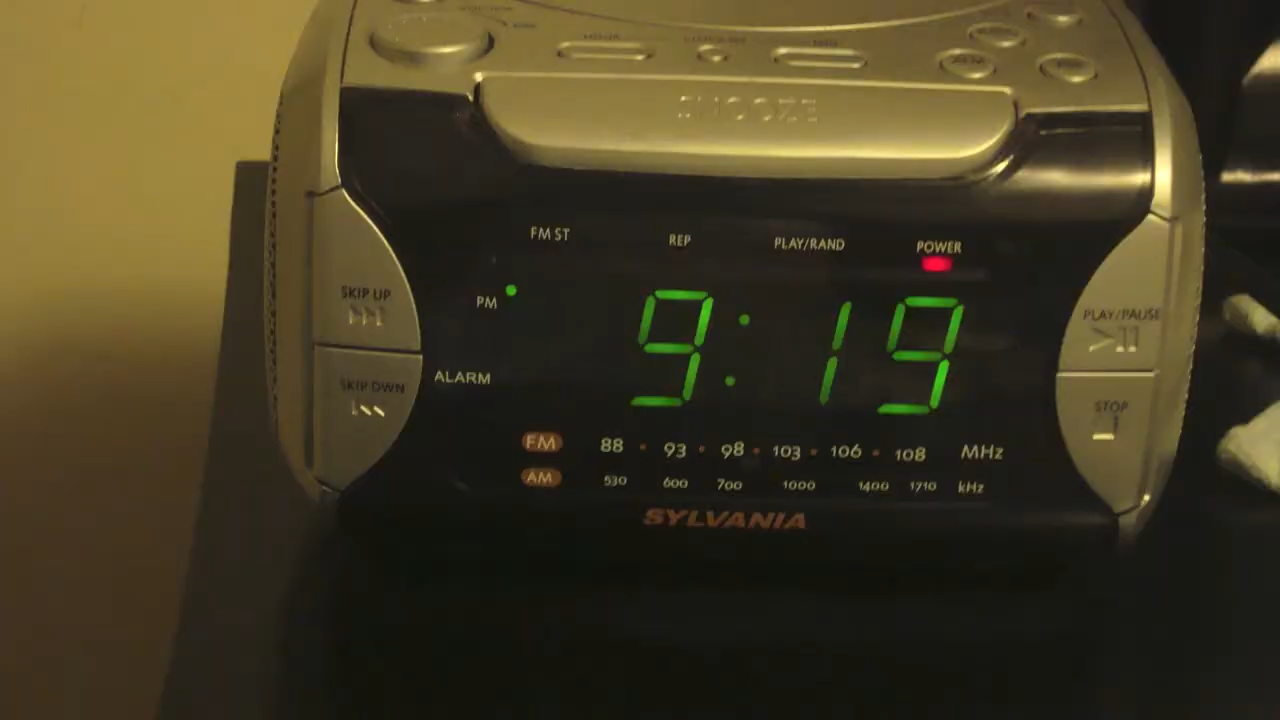 SNOOZE
FM ST REP PLAY/RAND POWER
SKIP UP
PM
9:19
PLAY/PAUSE
SKIP DWN
ALARM
STOP
FM 88 93 98 103 106 108 MHz
AM 530 600 700 1000 1400 1710 kHz
SYLVANIA